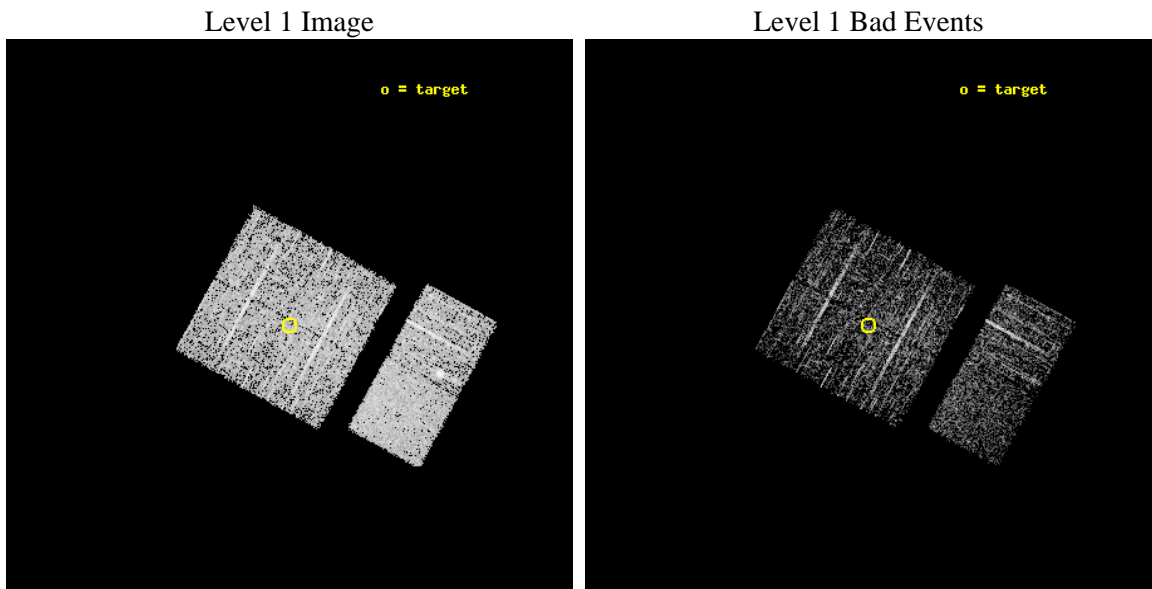 Level 1 Image
Level 1 Bad Events
o = target
o = target